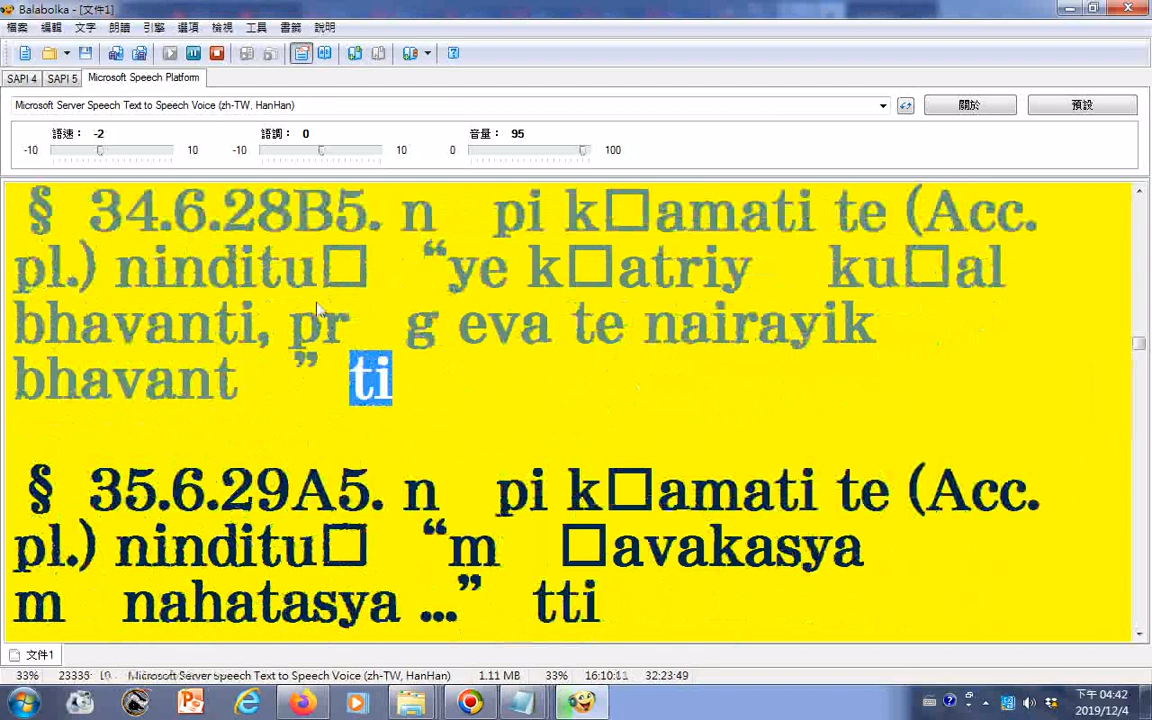 Balabolka - [文件1]
檔案 編輯 文字 朗讀 引擎 選項 檢視 工具 書籤 說明
SAPI 4 SAPI 5 Microsoft Speech Platform
Microsoft Server Speech Text to Speech Voice (zh-TW, HanHan) 關於 預設
語速： -2 語調： 0 音量： 95
-10 10 -10 10 0 100
§ 34.6.28B5. n pi k□amati te (Acc.
pl.) ninditu□ “ye k□atriy ku□al
bhavanti, pr g eva te nairayik
bhavant ” ti
§ 35.6.29A5. n pi k□amati te (Acc.
pl.) ninditu□ “m □avakasya
m nahatasya ...” tti
文件1
33% Microsoft Server Speech Text to Speech Voice (zh-TW, HanHan) 1.11 MB 33% 16:10:11 32:23:49
下午 04:42
2019/12/4